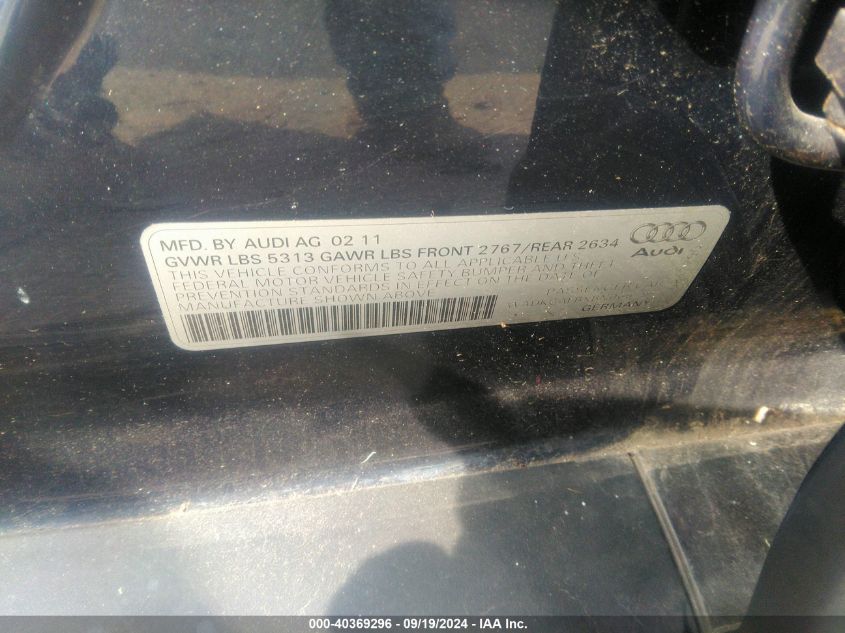 MFD. BY AUDI AG 02 11
GVWR LBS 5313 GAWR LBS FRONT 2767/REAR 2634
THIS VEHICLE CONFORMS TO ALL APPLICABLE U.S.
FEDERAL MOTOR VEHICLE SAFETY BUMPER AND THEFT
PREVENTION STANDARDS IN EFFECT ON THE DATE OF
MANUFACTURE SHOWN ABOVE
PASSENGER CAR
GERMANY
Audi
000-40369296 - 09/19/2024 - IAA Inc.